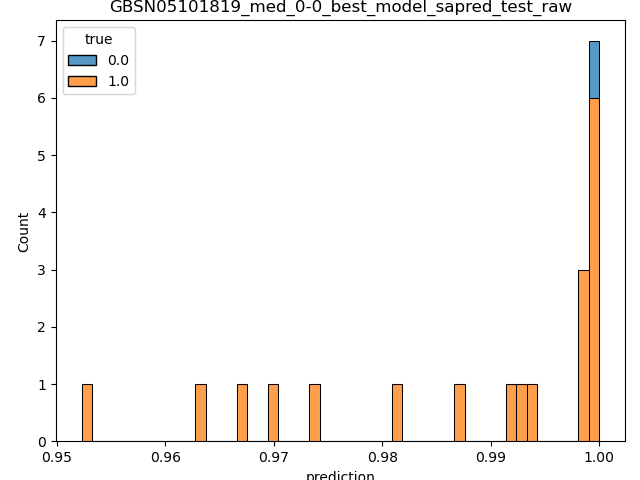 GBSN05101819_med_0-0_best_model_sapred_test_raw
true
0.0
1.0
7
6
5
4
3
2
1
0
Count
0.95 0.96 0.97 0.98 0.99 1.00
prediction